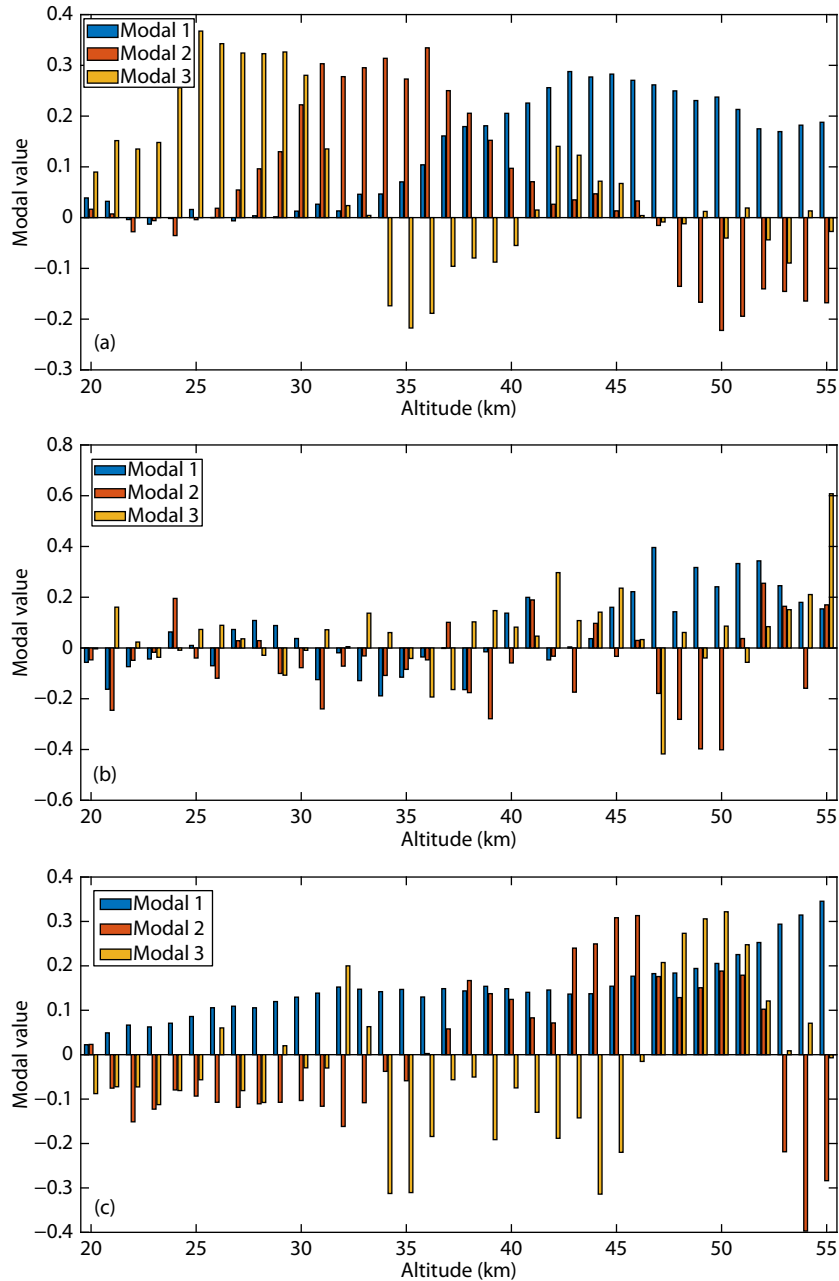 0.4
0.3
0.2
0.1
0
−0.1
−0.2
−0.3
Modal value
Modal 1
Modal 2
Modal 3
(a)
20 25 30 35 40 45 50 55
Altitude (km)
0.8
0.6
0.4
0.2
0
−0.2
−0.4
−0.6
Modal value
Modal 1
Modal 2
Modal 3
(b)
20 25 30 35 40 45 50 55
Altitude (km)
0.4
0.3
0.2
0.1
0
−0.1
−0.2
−0.3
−0.4
Modal value
Modal 1
Modal 2
Modal 3
(c)
20 25 30 35 40 45 50 55
Altitude (km)